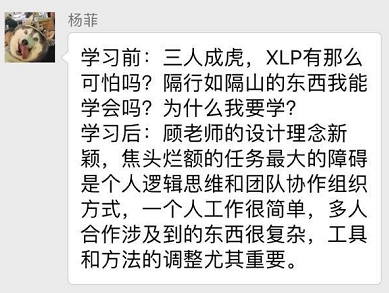 杨菲
学习前：三人成虎，XLP有那么
可怕吗？隔行如隔山的东西我能
学会吗？为什么我要学？
学习后：顾老师的设计理念新
颖，焦头烂额的任务最大的障碍
是个人逻辑思维和团队协作组织
方式，一个人工作很简单，多人
合作涉及到的东西很复杂，工具
和方法的调整尤其重要。